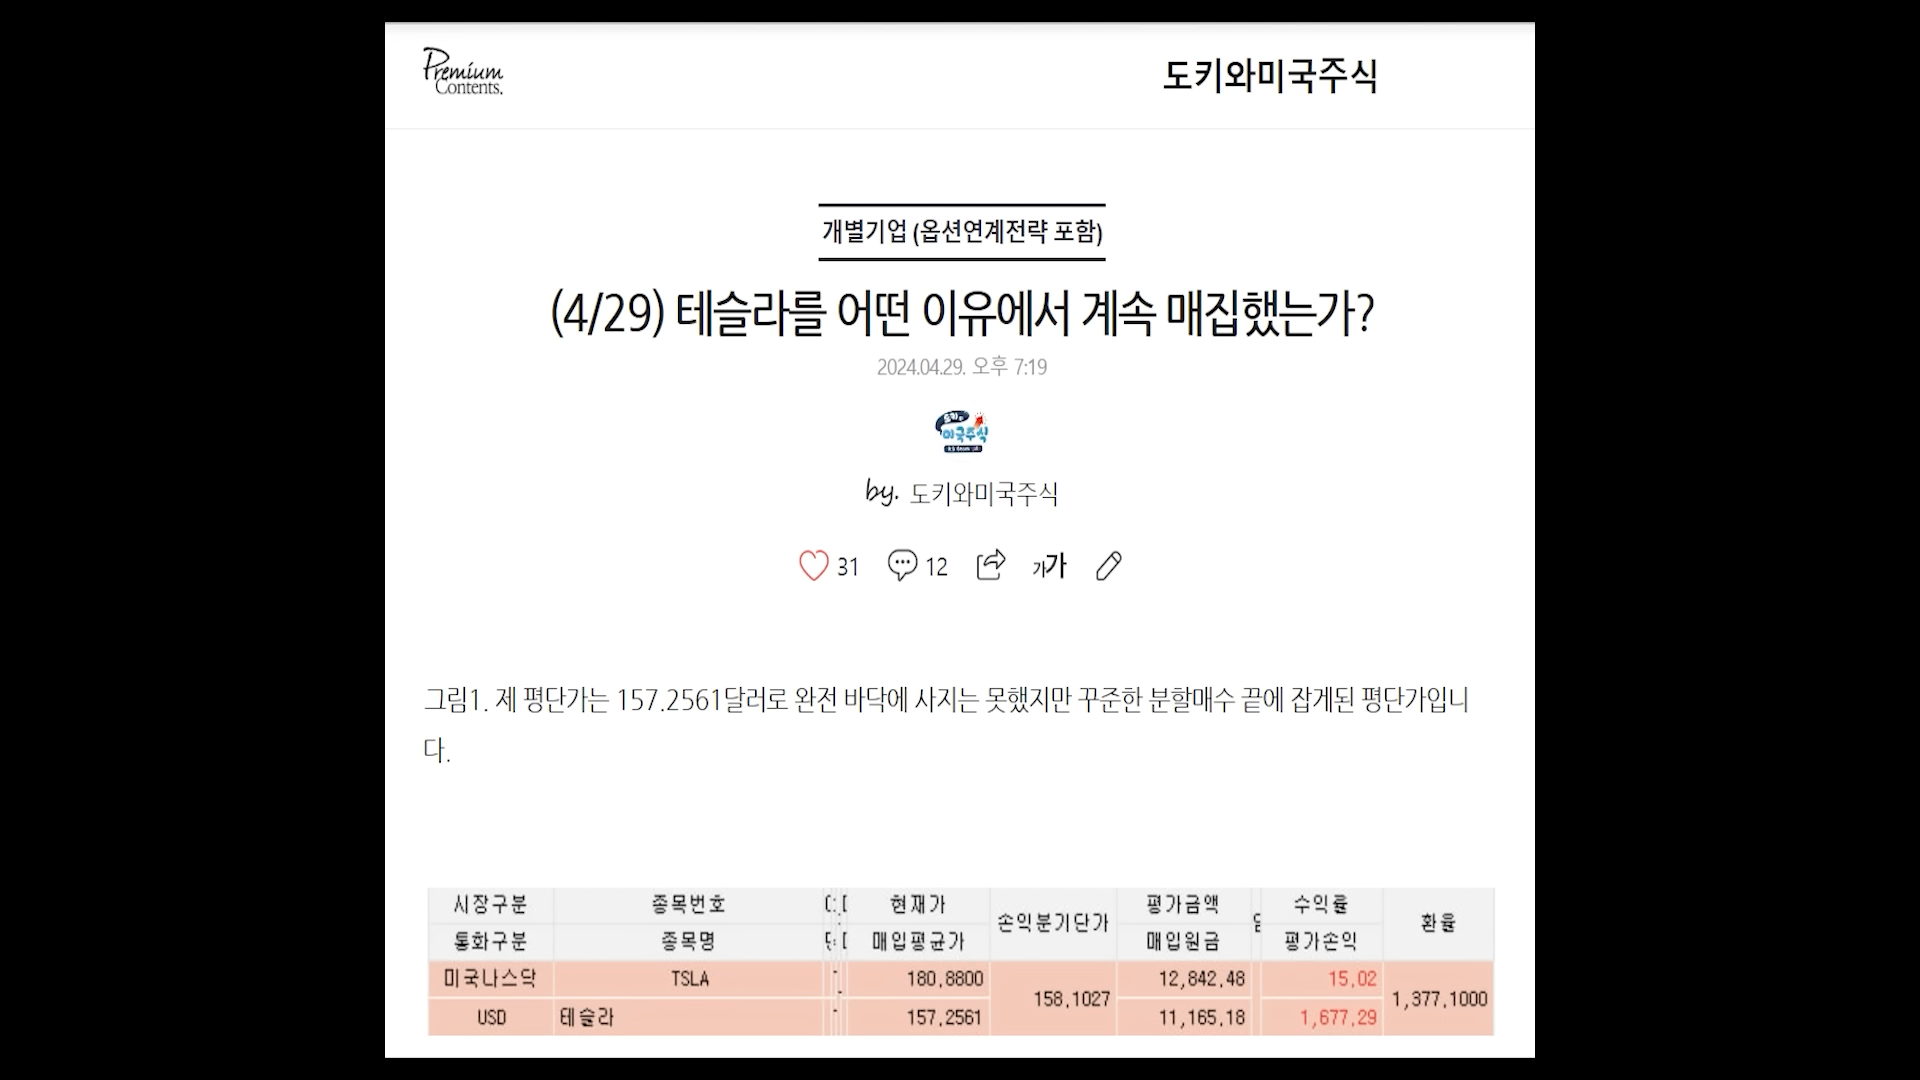 Premium
Contents.
도키와미국주식
개별기업 (옵션연계전략 포함)
(4/29) 테슬라를 어떤 이유에서 계속 매집했는가?
2024.04.29. 오후 7:19
미국주식
by. 도키와미국주식
31 12 가가
그림1. 제 평단가는 157.2561달러로 완전 바닥에 사지는 못했지만 꾸준한 분할매수 끝에 잡게된 평단가입니
다.
시장구분 종목번호 현재가 손익분기단가 평가금액 수익률 환율
통화구분 종목명 매입평균가 매입원금 평가손익
미국나스닥 TSLA 180,8800 158,1027 12,842,48 15,02 1,377,1000
USD 테슬라 157,2561 11,165,18 1,677,29